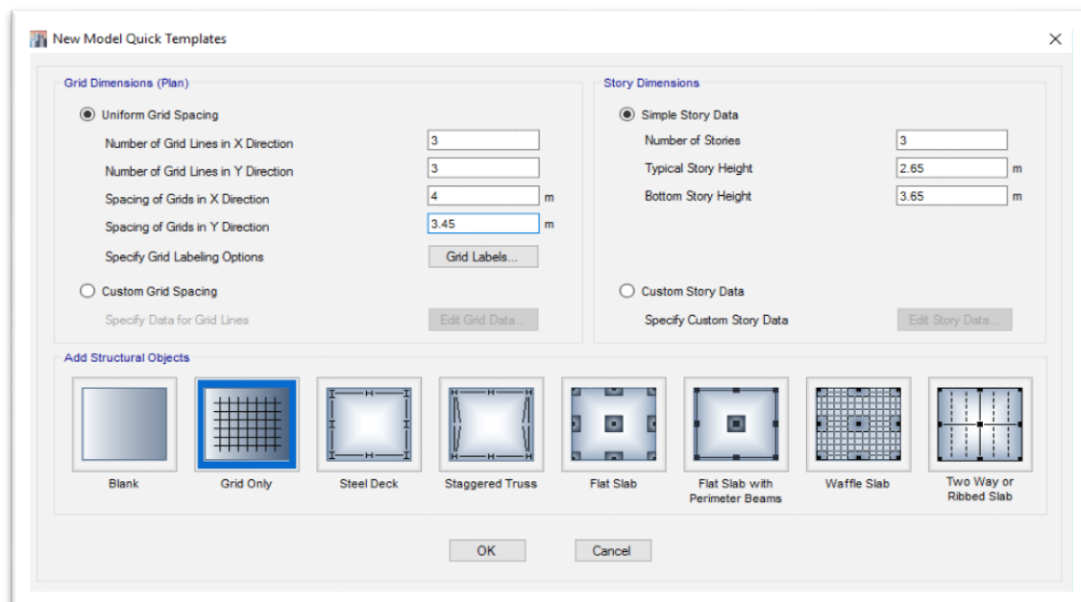 New Model Quick Templates
Grid Dimensions (Plan)
Uniform Grid Spacing
Number of Grid Lines in X Direction 3
Number of Grid Lines in Y Direction 3
Spacing of Grids in X Direction 4 m
Spacing of Grids in Y Direction 3.45 m
Specify Grid Labeling Options Grid Labels...
Custom Grid Spacing
Specify Data for Grid Lines Edit Grid Data...
Story Dimensions
Simple Story Data
Number of Stories 3
Typical Story Height 2.65 m
Bottom Story Height 3.65 m
Custom Story Data
Specify Custom Story Data Edit Story Data...
Add Structural Objects
Blank
Grid Only
Steel Deck
Staggered Truss
Flat Slab
Flat Slab with
Perimeter Beams
Waffle Slab
Two Way or
Ribbed Slab
OK Cancel